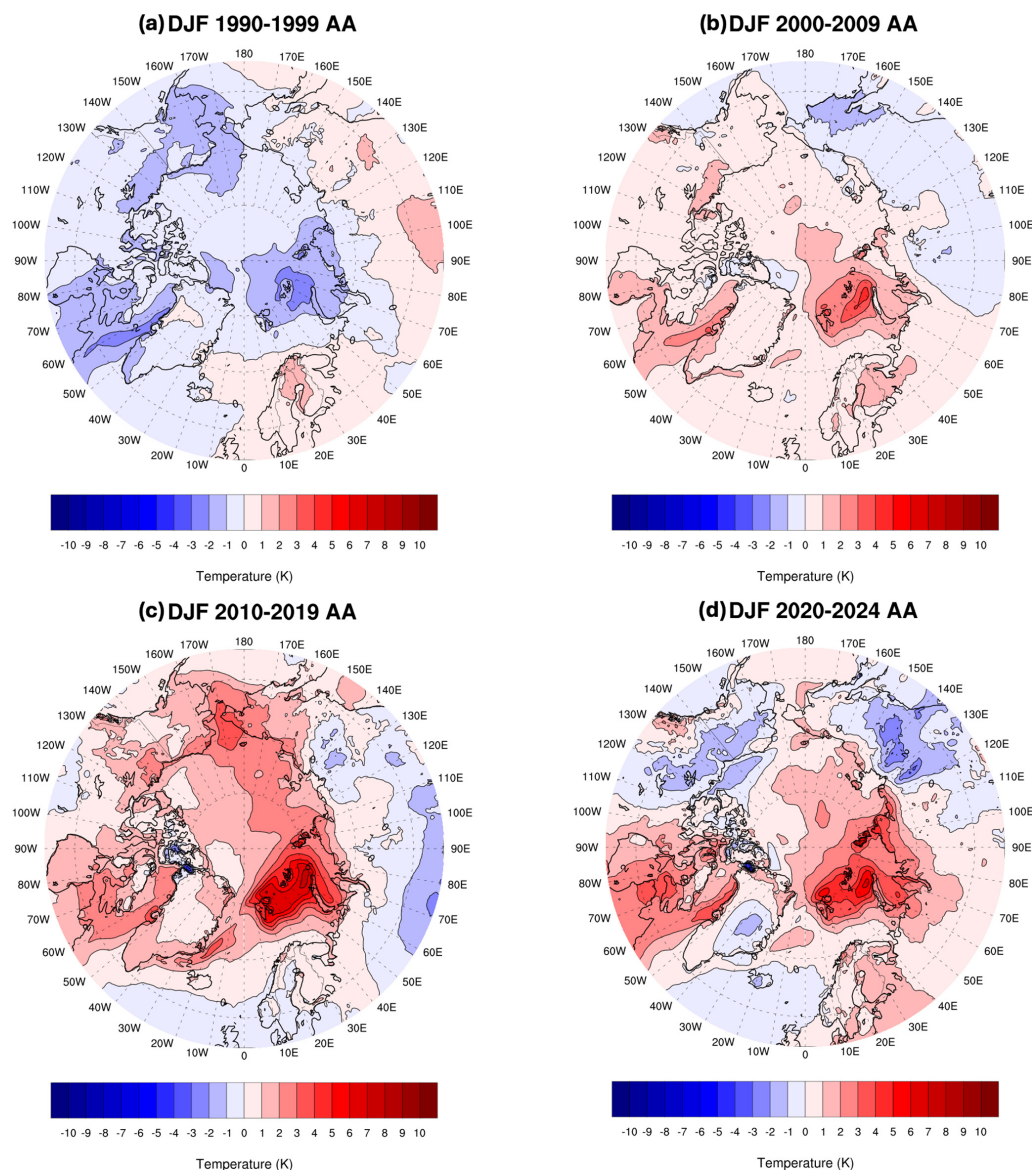 (a) DJF 1990-1999 AA
170W 180 170E
160W 160E
150W 150E
140W 140E
130W 130E
120W 120E
110W 110E
100W 100E
90W 90E
80W 80E
70W 70E
60W 60E
50W 50E
40W 40E
30W 30E
20W 20E
10W 0 10E
-10 -9 -8 -7 -6 -5 -4 -3 -2 -1 0 1 2 3 4 5 6 7 8 9 10
Temperature (K)
(b) DJF 2000-2009 AA
170W 180 170E
160W 160E
150W 150E
140W 140E
130W 130E
120W 120E
110W 110E
100W 100E
90W 90E
80W 80E
70W 70E
60W 60E
50W 50E
40W 40E
30W 30E
20W 20E
10W 0 10E
-10 -9 -8 -7 -6 -5 -4 -3 -2 -1 0 1 2 3 4 5 6 7 8 9 10
Temperature (K)
(c) DJF 2010-2019 AA
170W 180 170E
160W 160E
150W 150E
140W 140E
130W 130E
120W 120E
110W 110E
100W 100E
90W 90E
80W 80E
70W 70E
60W 60E
50W 50E
40W 40E
30W 30E
20W 20E
10W 0 10E
-10 -9 -8 -7 -6 -5 -4 -3 -2 -1 0 1 2 3 4 5 6 7 8 9 10
Temperature (K)
(d) DJF 2020-2024 AA
170W 180 170E
160W 160E
150W 150E
140W 140E
130W 130E
120W 120E
110W 110E
100W 100E
90W 90E
80W 80E
70W 70E
60W 60E
50W 50E
40W 40E
30W 30E
20W 20E
10W 0 10E
-10 -9 -8 -7 -6 -5 -4 -3 -2 -1 0 1 2 3 4 5 6 7 8 9 10
Temperature (K)